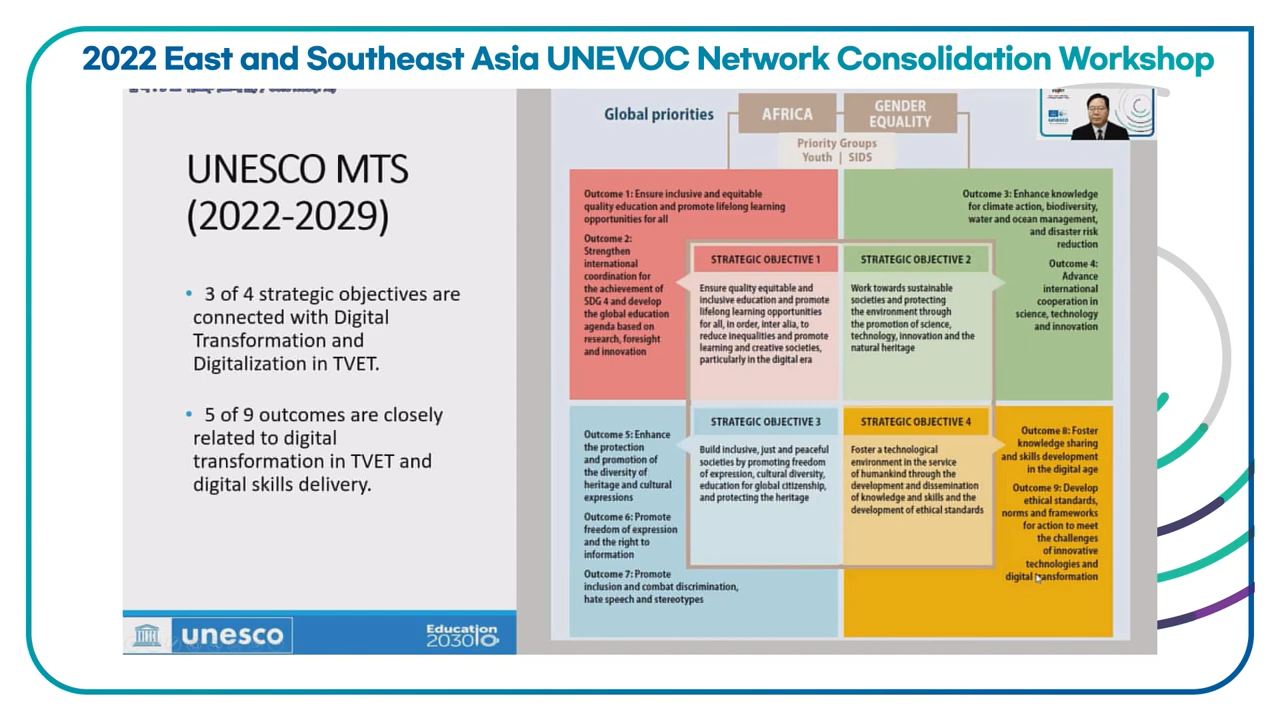 2022 East and Southeast Asia UNEVOC Network Consolidation Workshop
UNESCO MTS
(2022-2029)
• 3 of 4 strategic objectives are
connected with Digital
Transformation and
Digitalization in TVET.
• 5 of 9 outcomes are closely
related to digital
transformation in TVET and
digital skills delivery.
unesco
Education
2030
Global priorities
AFRICA
GENDER
EQUALITY
Priority Groups
Youth | SIDS
unesco
Outcome 1: Ensure inclusive and equitable
quality education and promote lifelong learning
opportunities for all
Outcome 2:
Strengthen
international
coordination for
the achievement of
SDG 4 and develop
the global education
agenda based on
research, foresight
and innovation
STRATEGIC OBJECTIVE 1
Ensure quality equitable and
inclusive education and promote
lifelong learning opportunities
for all, in order, inter alia, to
reduce inequalities and promote
learning and creative societies,
particularly in the digital era
STRATEGIC OBJECTIVE 2
Work towards sustainable
societies and protecting
the environment through
the promotion of science,
technology, innovation and the
natural heritage
Outcome 3: Enhance knowledge
for climate action, biodiversity,
water and ocean management,
and disaster risk
reduction
Outcome 4:
Advance
international
cooperation in
science, technology
and innovation
Outcome 5: Enhance
the protection
and promotion of
the diversity of
heritage and cultural
expressions
Outcome 6: Promote
freedom of expression
and the right to
information
Outcome 7: Promote
inclusion and combat discrimination,
hate speech and stereotypes
STRATEGIC OBJECTIVE 3
Build inclusive, just and peaceful
societies by promoting freedom
of expression, cultural diversity,
education for global citizenship,
and protecting the heritage
STRATEGIC OBJECTIVE 4
Foster a technological
environment in the service
of humankind through the
development and dissemination
of knowledge and skills and the
development of ethical standards
Outcome 8: Foster
knowledge sharing
and skills development
in the digital age
Outcome 9: Develop
ethical standards,
norms and frameworks
for action to meet
the challenges
of innovative
technologies and
digital transformation